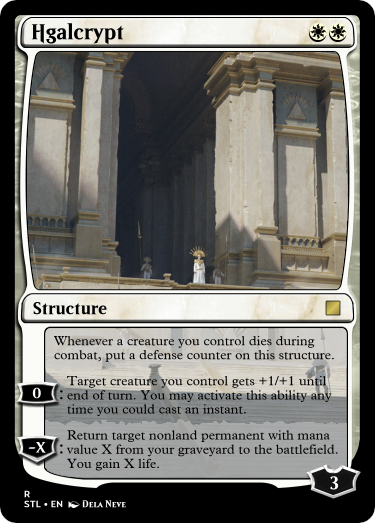 Hgalcrypt
Structure
Whenever a creature you control dies during
combat, put a defense counter on this structure.
0
: Target creature you control gets +1/+1 until
end of turn. You may activate this ability any
time you could cast an instant.
-X
: Return target nonland permanent with mana
value X from your graveyard to the battlefield.
You gain X life.
3
R
STL • EN Dela Neve